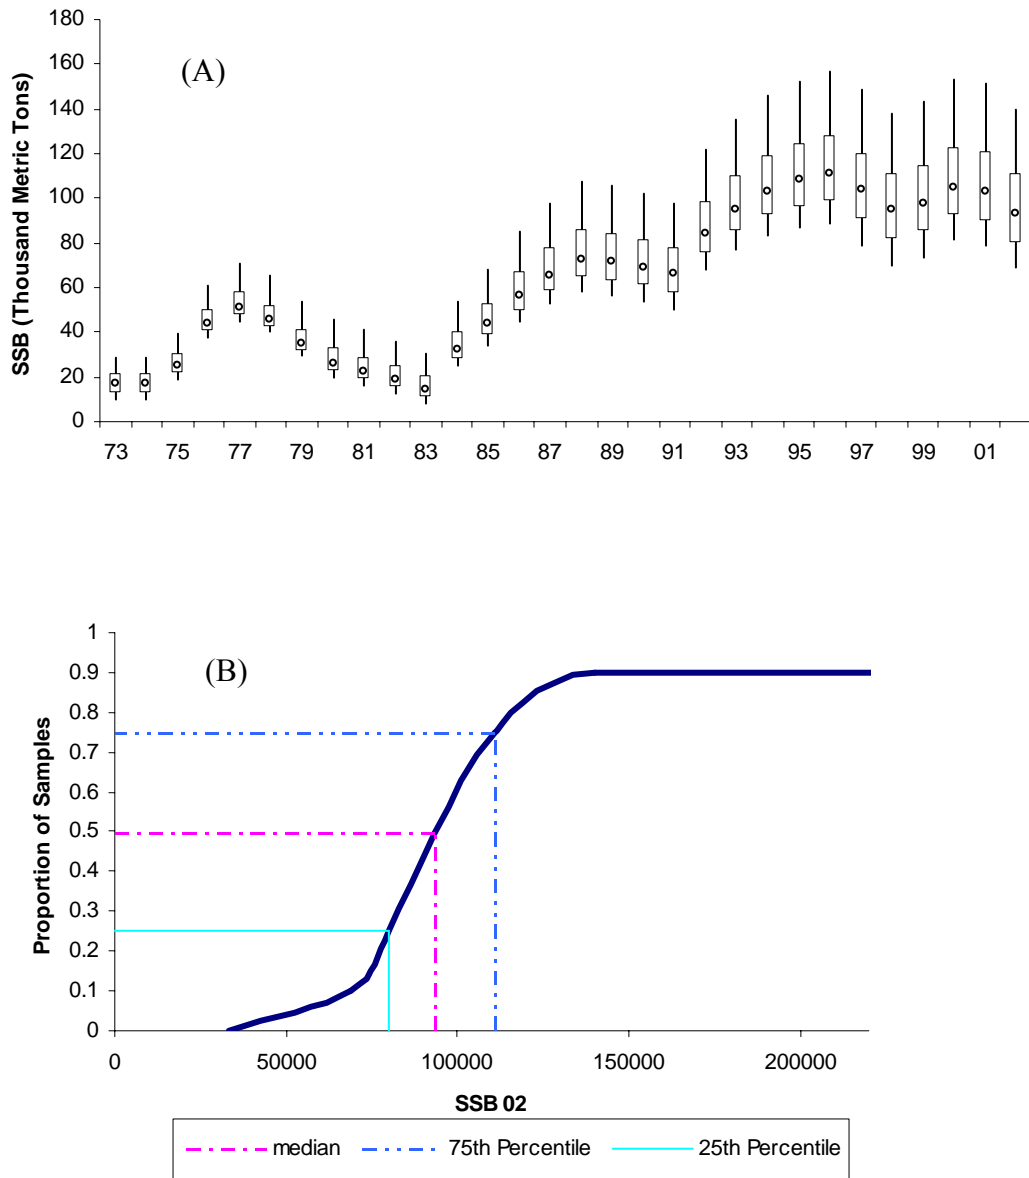 (A)
SSB (Thousand Metric Tons)
180
160
140
120
100
80
60
40
20
0
73 75 77 79 81 83 85 87 89 91 93 95 97 99 01
(B)
Proportion of Samples
1
0.9
0.8
0.7
0.6
0.5
0.4
0.3
0.2
0.1
0
0 50000 100000 150000 200000
SSB 02
median 75th Percentile 25th Percentile